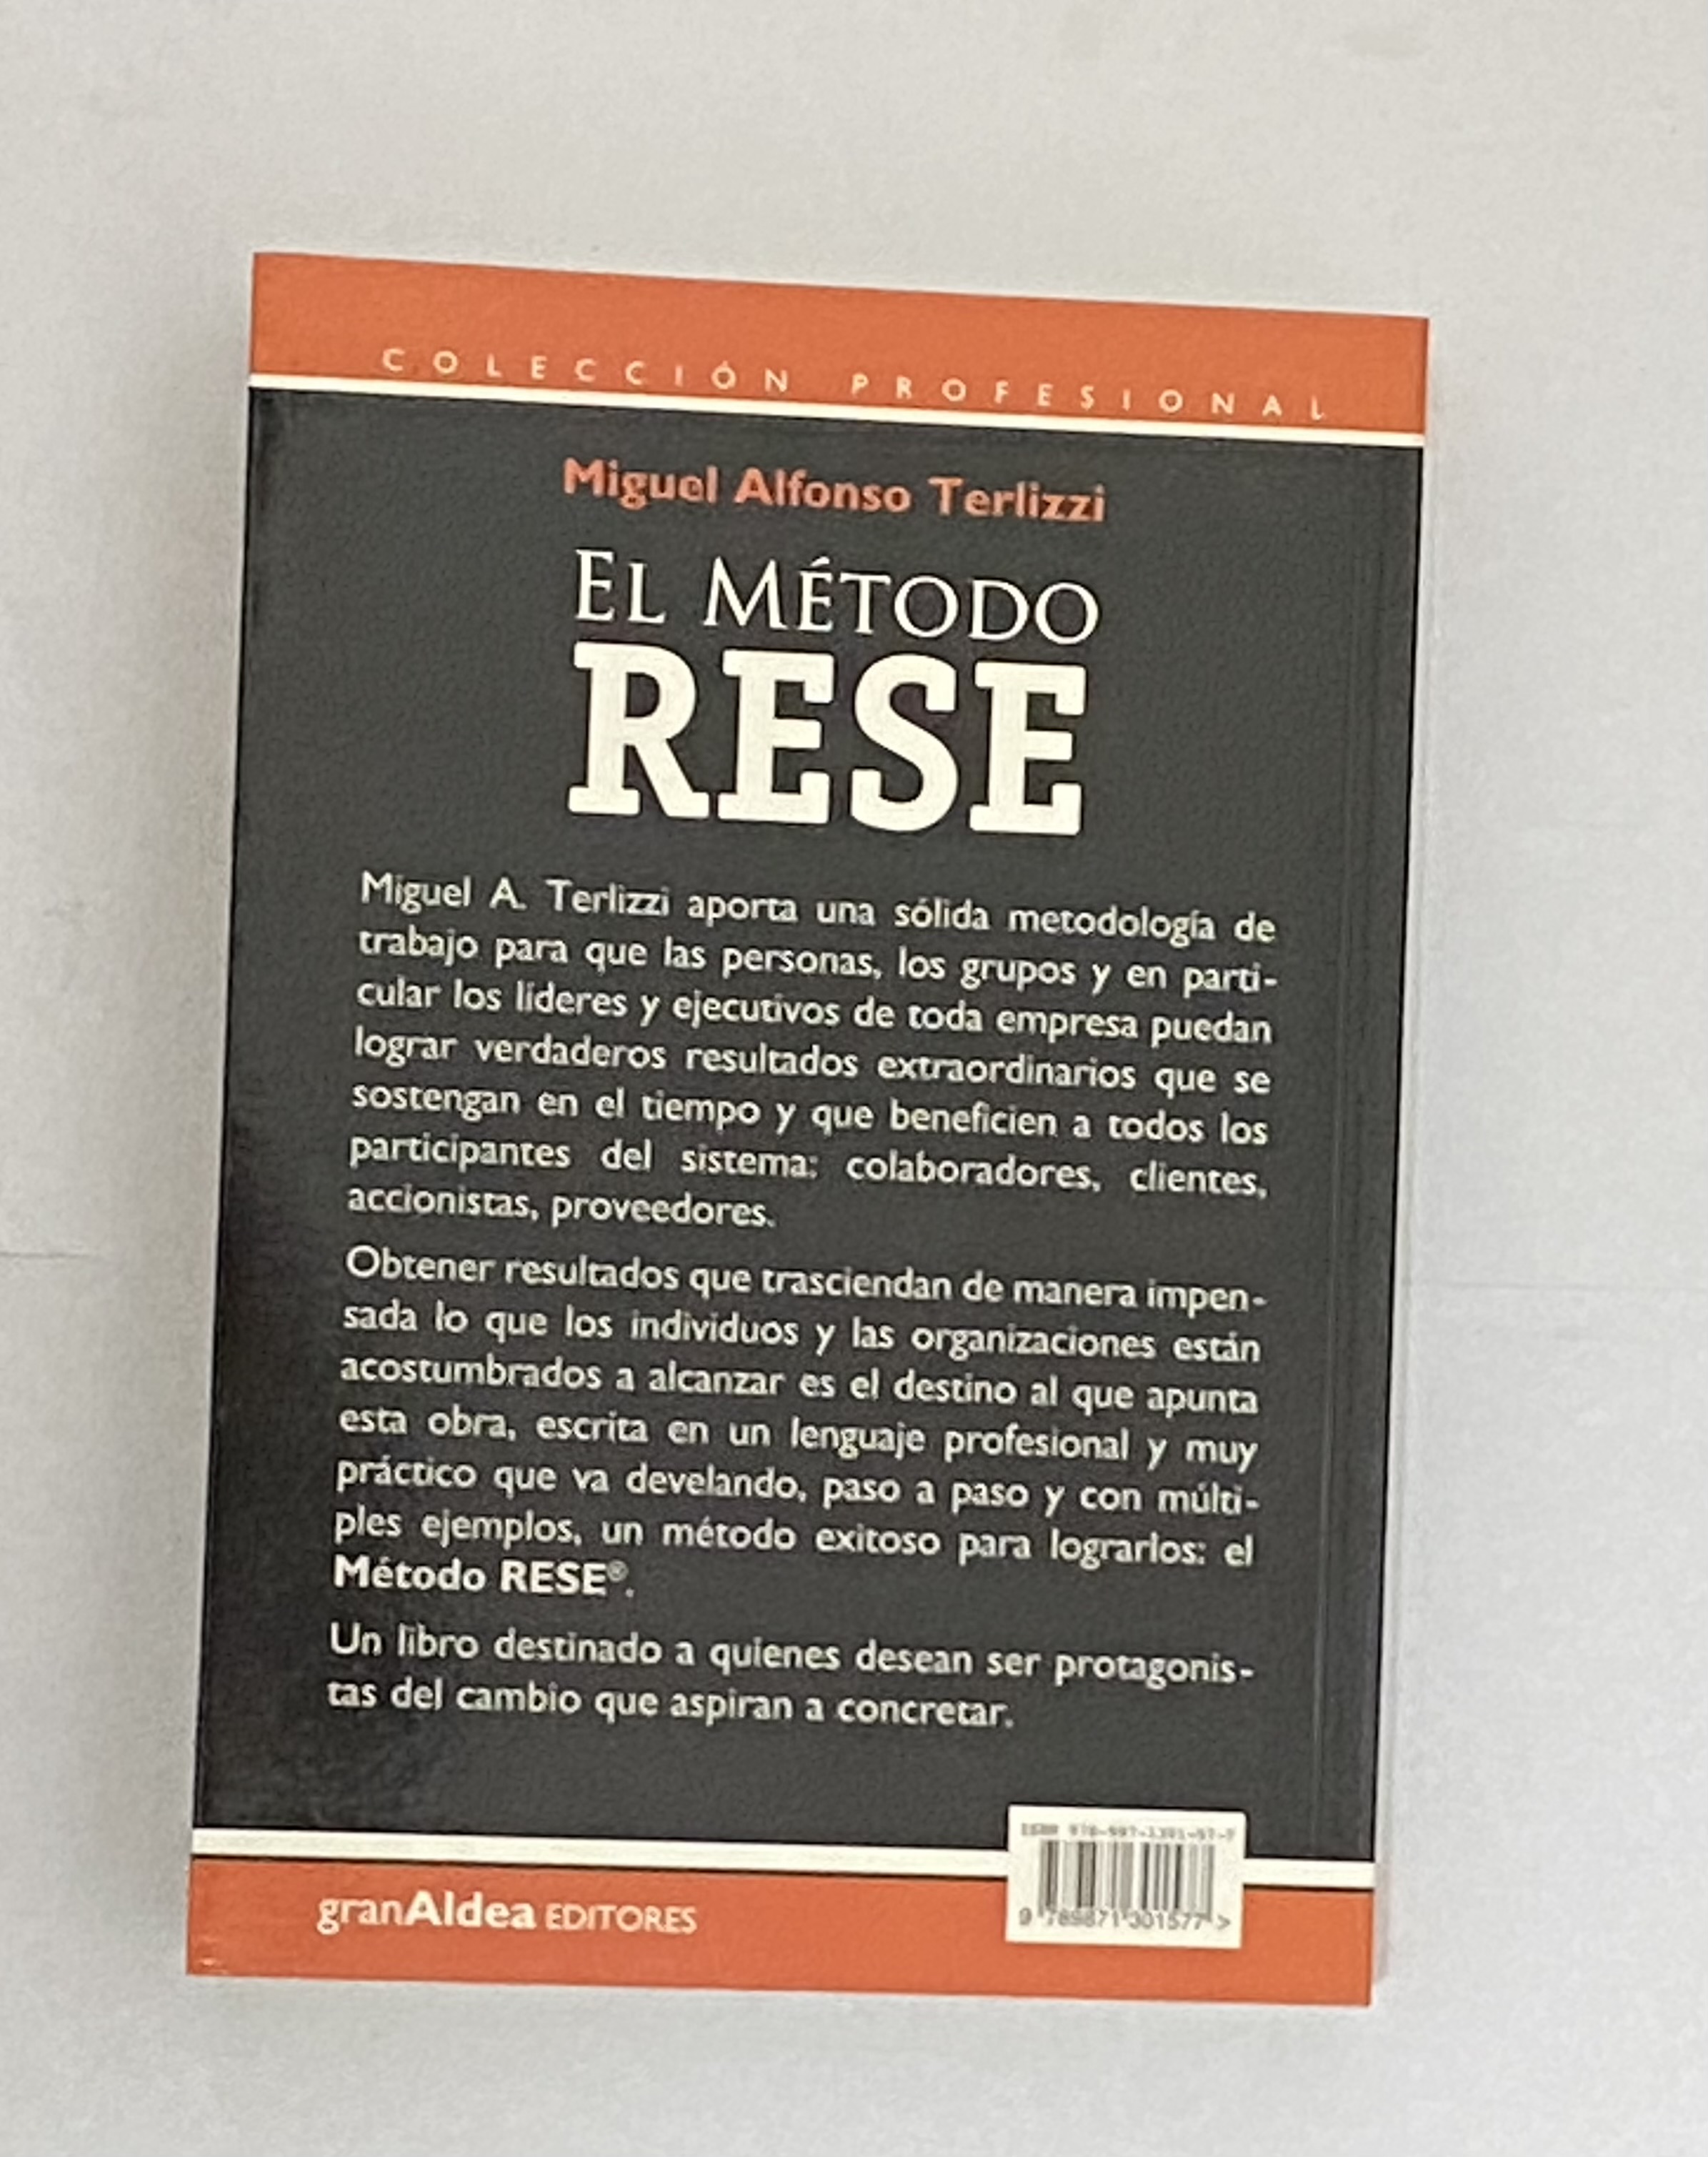 COLECCIÓN PROFESIONAL
Miguel Alfonso Terlizzi
EL MÉTODO
RESE
Miguel A. Terlizzi aporta una sólida metodología de
trabajo para que las personas, los grupos y en parti-
cular los líderes y ejecutivos de toda empresa puedan
lograr verdaderos resultados extraordinarios que se
sostengan en el tiempo y que beneficien a todos los
participantes del sistema: colaboradores, clientes,
accionistas, proveedores.
Obtener resultados que trasciendan de manera impen-
sada lo que los individuos y las organizaciones están
acostumbrados a alcanzar es el destino al que apunta
esta obra, escrita en un lenguaje profesional y muy
práctico que va develando, paso a paso y con múlti-
ples ejemplos, un método exitoso para lograrlos: el
Método RESE®.
Un libro destinado a quienes desean ser protagonis-
tas del cambio que aspiran a concretar.
ISBN
granAldea EDITORES
9 789871 301577 >